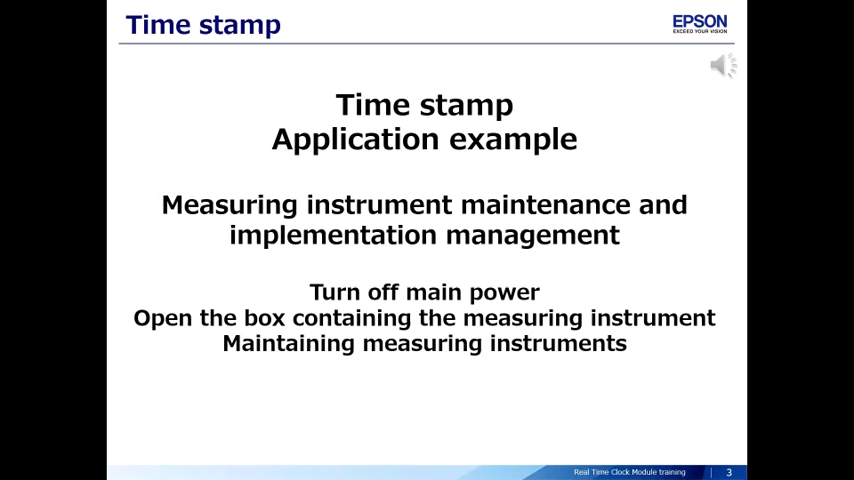 Time stamp
EPSON
EXCEED YOUR VISION
Time stamp
Application example
Measuring instrument maintenance and
implementation management
Turn off main power
Open the box containing the measuring instrument
Maintaining measuring instruments
Real Time Clock Module training
3